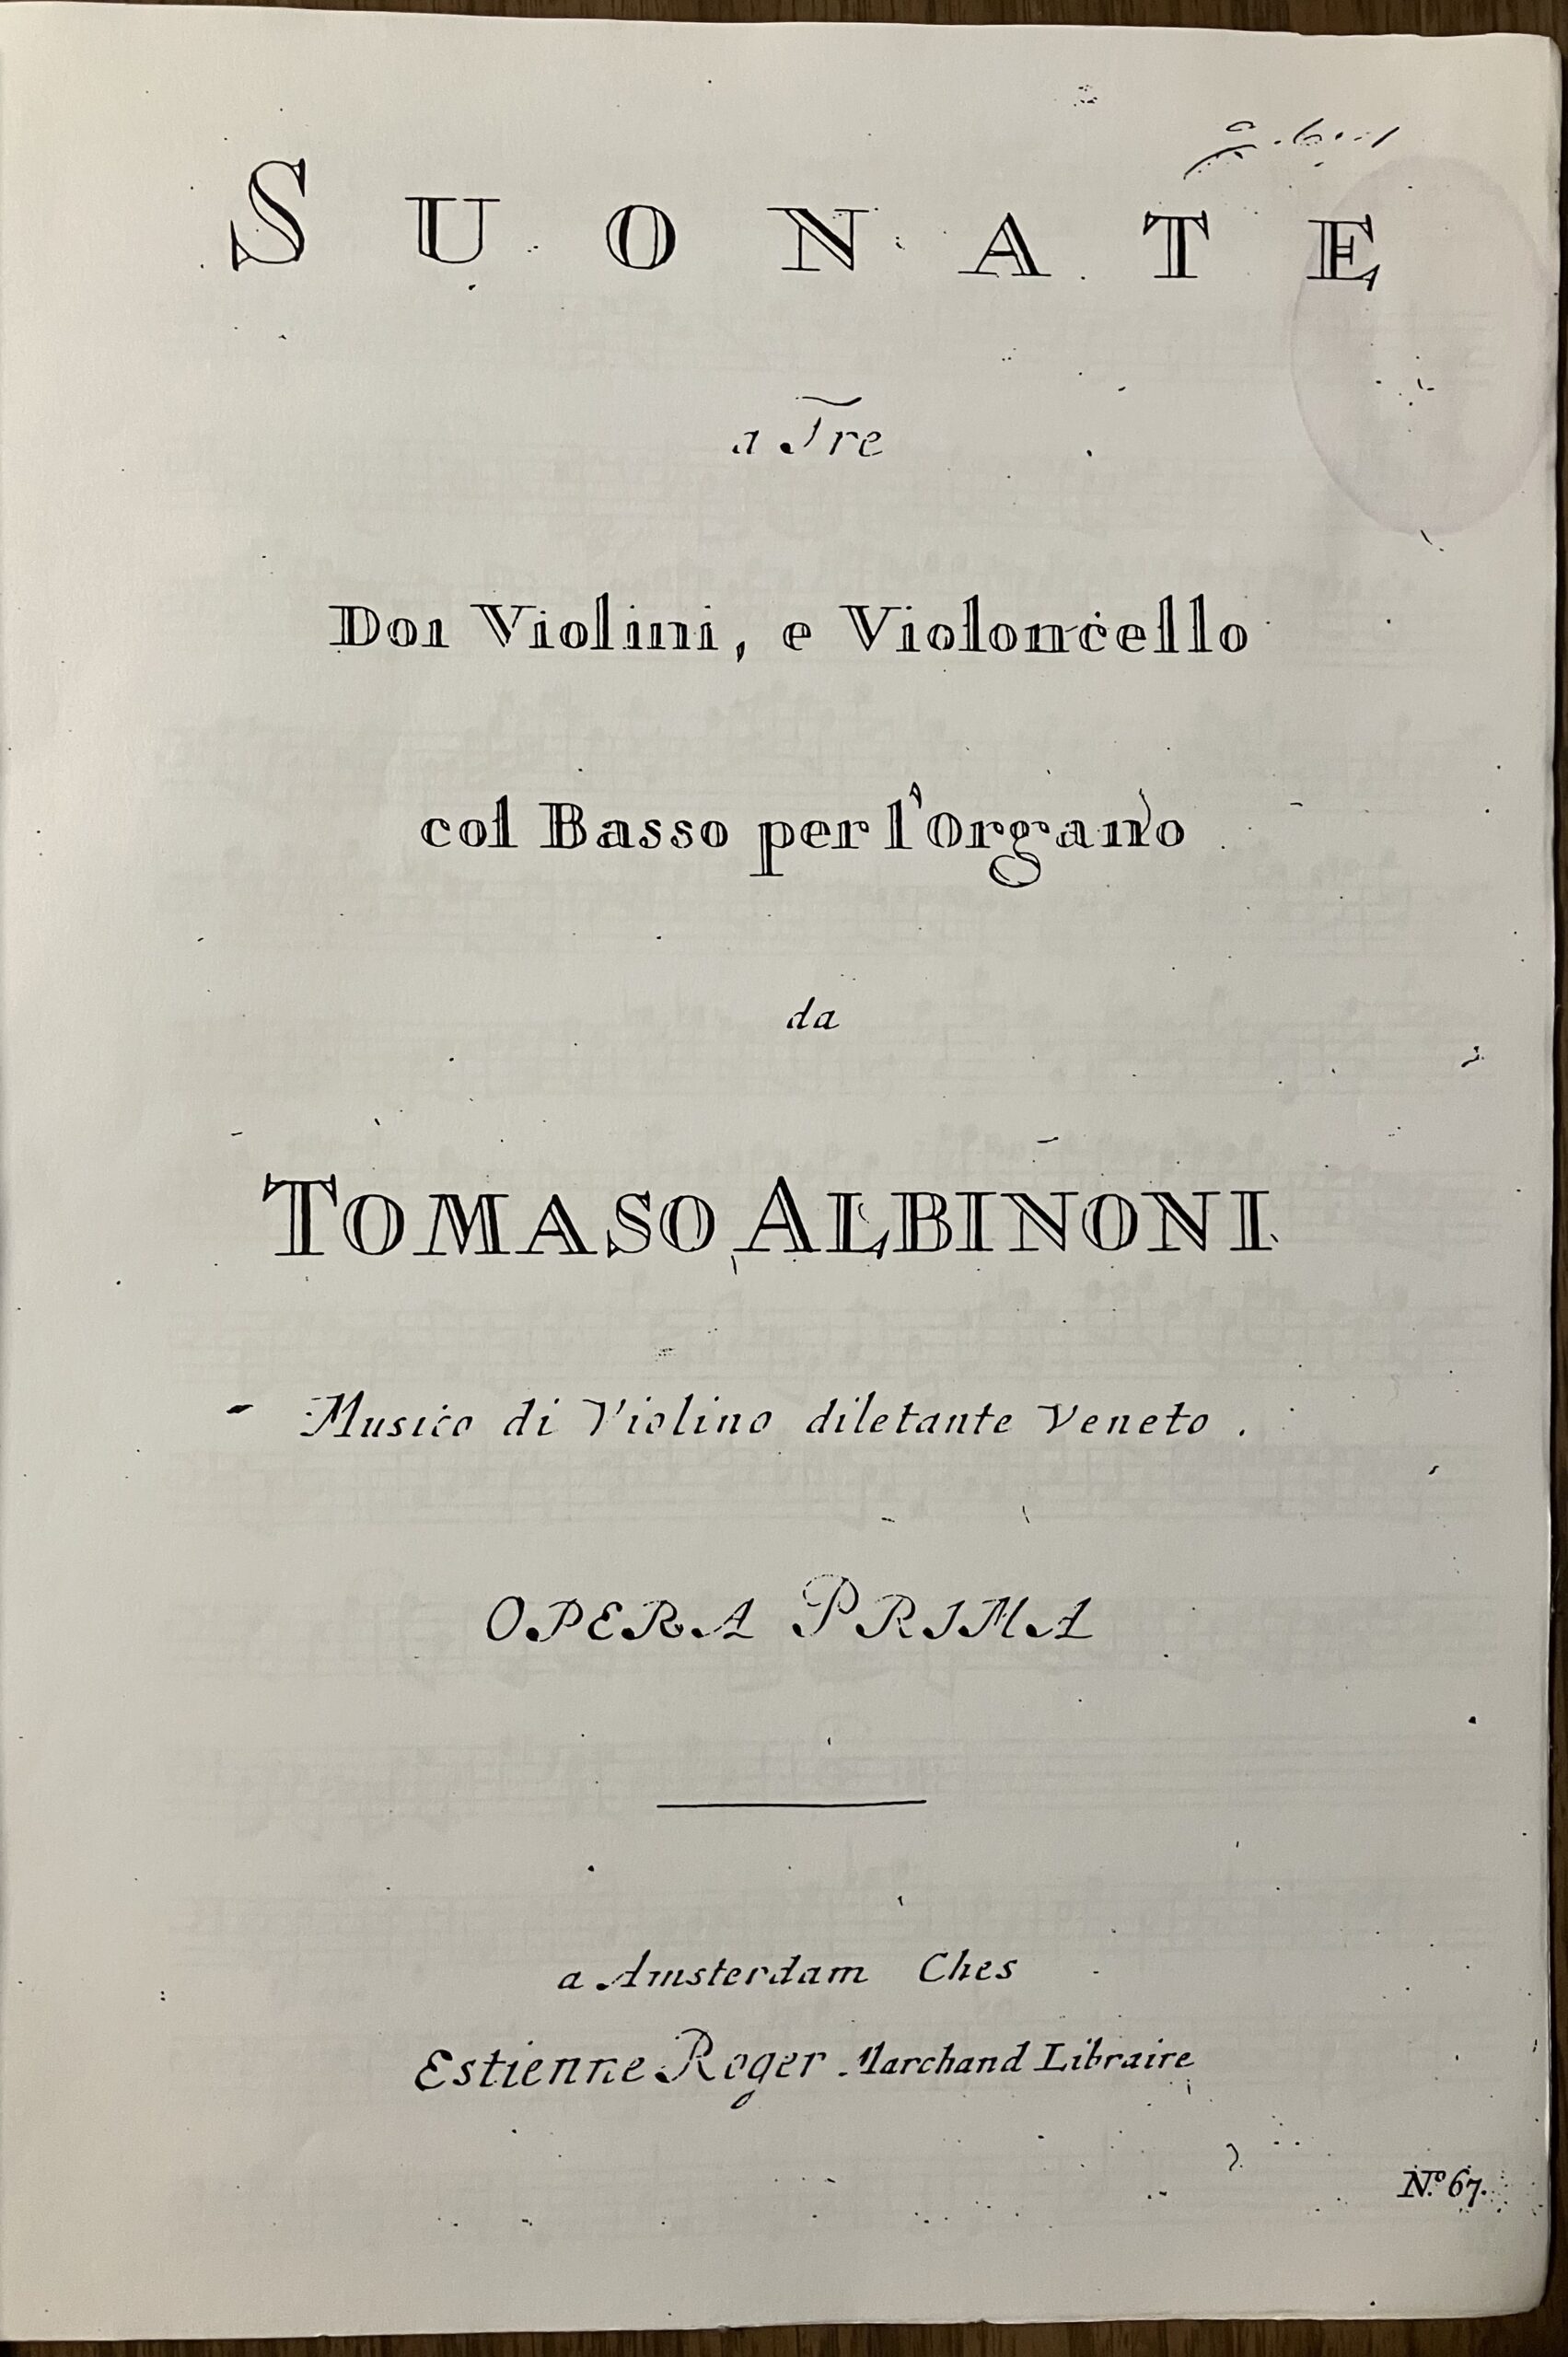 SUONATE
a Tre
Doi Violini, e Violoncello
col Basso per l'Organo
da
TOMASO ALBINONI
Musico di Violino diletante Veneto.
OPERA PRIMA
a Amsterdam Ches
Estienne Roger Marchand Libraire
N.º 67.